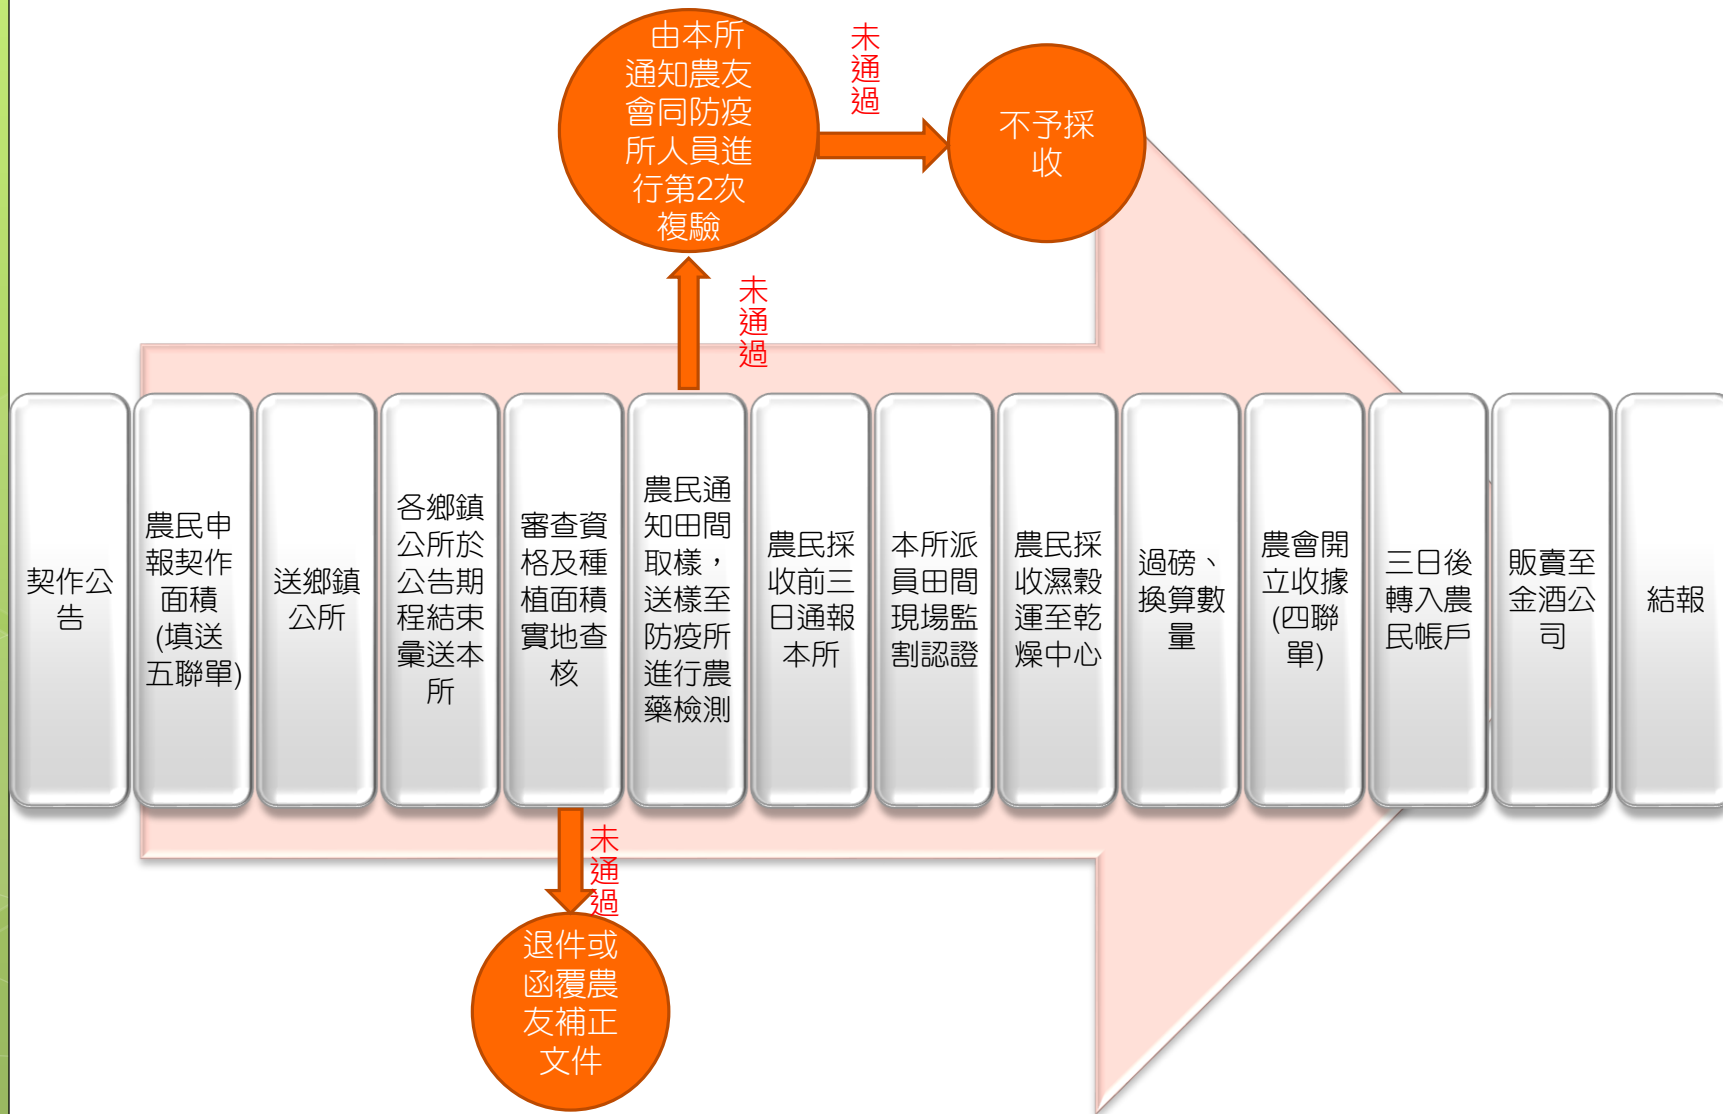 由本所
通知農友
會同防疫
所人員進
行第2次
複驗
未
通
過
不予採
收
未
通
過
契作公
告
農民申
報契作
面積
(填送
五聯單)
送鄉鎮
公所
各鄉鎮
公所於
公告期
程結束
彙送本
所
審查資
格及種
植面積
實地查
核
農民通
知田間
取樣，
送樣至
防疫所
進行農
藥檢測
農民採
收前三
日通報
本所
本所派
員田間
現場監
割認證
農民採
收濕穀
運至乾
燥中心
過磅、
換算數
量
農會開
立收據
(四聯
單)
三日後
轉入農
民帳戶
販賣至
金酒公
司
結報
未
通
過
退件或
函覆農
友補正
文件